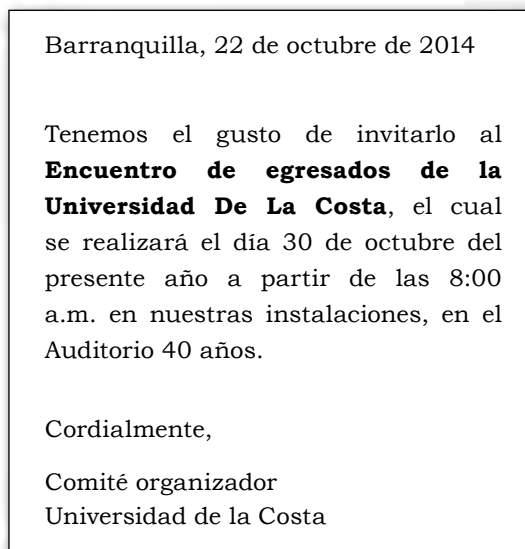 Barranquilla, 22 de octubre de 2014
Tenemos el gusto de invitarlo al
Encuentro de egresados de la
Universidad De La Costa, el cual
se realizará el día 30 de octubre del
presente año a partir de las 8:00
a.m. en nuestras instalaciones, en el
Auditorio 40 años.
Cordialmente,
Comité organizador
Universidad de la Costa